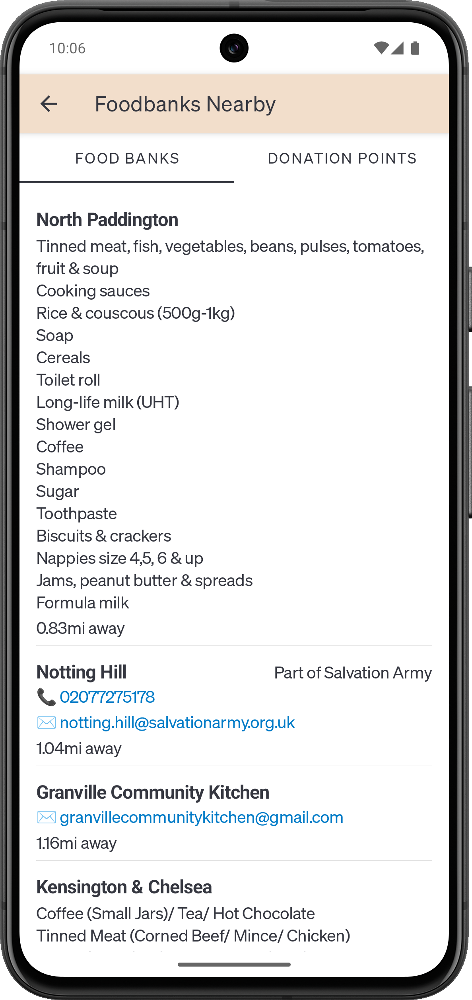 10:06
Foodbanks Nearby
FOOD BANKS DONATION POINTS
North Paddington
Tinned meat, fish, vegetables, beans, pulses, tomatoes,
fruit & soup
Cooking sauces
Rice & couscous (500g-1kg)
Soap
Cereals
Toilet roll
Long-life milk (UHT)
Shower gel
Coffee
Shampoo
Sugar
Toothpaste
Biscuits & crackers
Nappies size 4,5, 6 & up
Jams, peanut butter & spreads
Formula milk
0.83mi away
Notting Hill Part of Salvation Army
02077275178
notting.hill@salvationarmy.org.uk
1.04mi away
Granville Community Kitchen
granvillecommunitykitchen@gmail.com
1.16mi away
Kensington & Chelsea
Coffee (Small Jars)/ Tea/ Hot Chocolate
Tinned Meat (Corned Beef/ Mince/ Chicken)